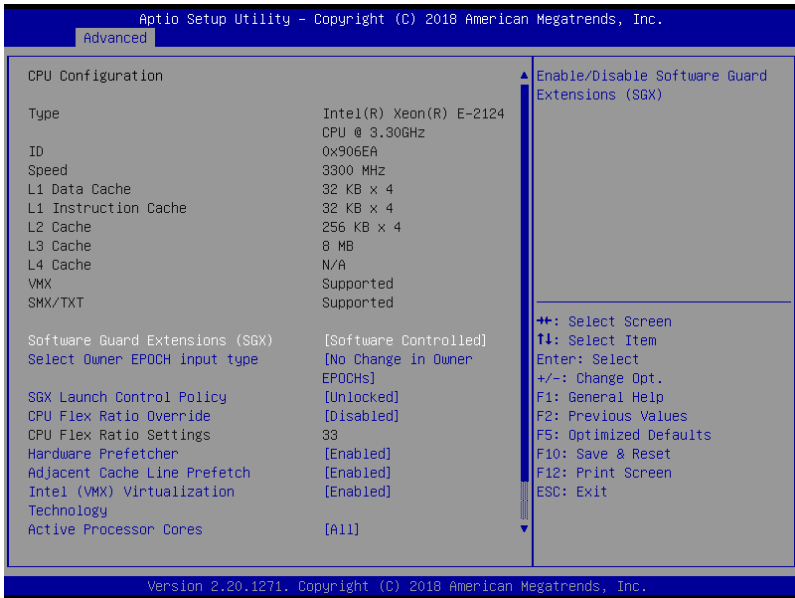 Aptio Setup Utility – Copyright (C) 2018 American Megatrends, Inc.
Advanced
CPU Configuration
Type Intel(R) Xeon(R) E-2124
CPU @ 3.30GHz
ID 0x906EA
Speed 3300 MHz
L1 Data Cache 32 KB x 4
L1 Instruction Cache 32 KB x 4
L2 Cache 256 KB x 4
L3 Cache 8 MB
L4 Cache N/A
VMX Supported
SMX/TXT Supported
Software Guard Extensions (SGX) [Software Controlled]
Select Owner EPOCH input type [No Change in Owner
EPOCHs]
SGX Launch Control Policy [Unlocked]
CPU Flex Ratio Override [Disabled]
CPU Flex Ratio Settings 33
Hardware Prefetcher [Enabled]
Adjacent Cache Line Prefetch [Enabled]
Intel (VMX) Virtualization [Enabled]
Technology
Active Processor Cores [All]
Enable/Disable Software Guard
Extensions (SGX)
→←: Select Screen
↑↓: Select Item
Enter: Select
+/-: Change Opt.
F1: General Help
F2: Previous Values
F5: Optimized Defaults
F10: Save & Reset
F12: Print Screen
ESC: Exit
Version 2.20.1271. Copyright (C) 2018 American Megatrends, Inc.